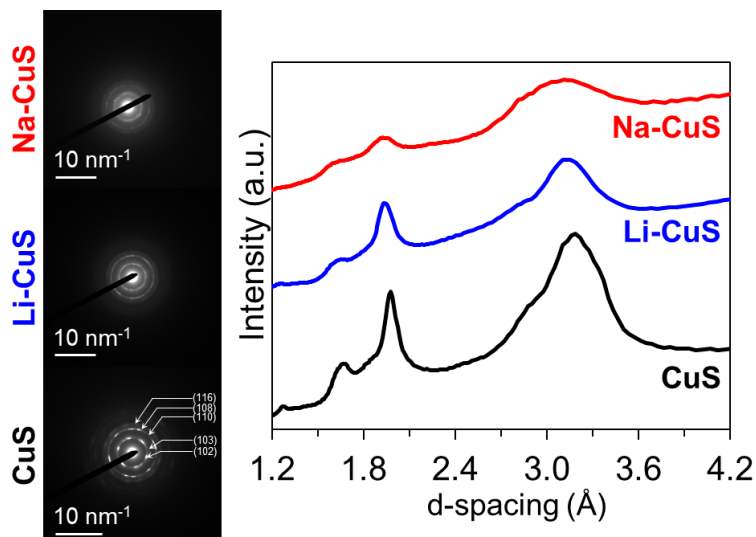 Na-CuS
10 nm-1
Li-CuS
10 nm-1
CuS
(116)
(108)
(110)
(103)
(102)
10 nm-1
Intensity (a.u.)
Na-CuS
Li-CuS
CuS
1.2 1.8 2.4 3.0 3.6 4.2
d-spacing (Å)